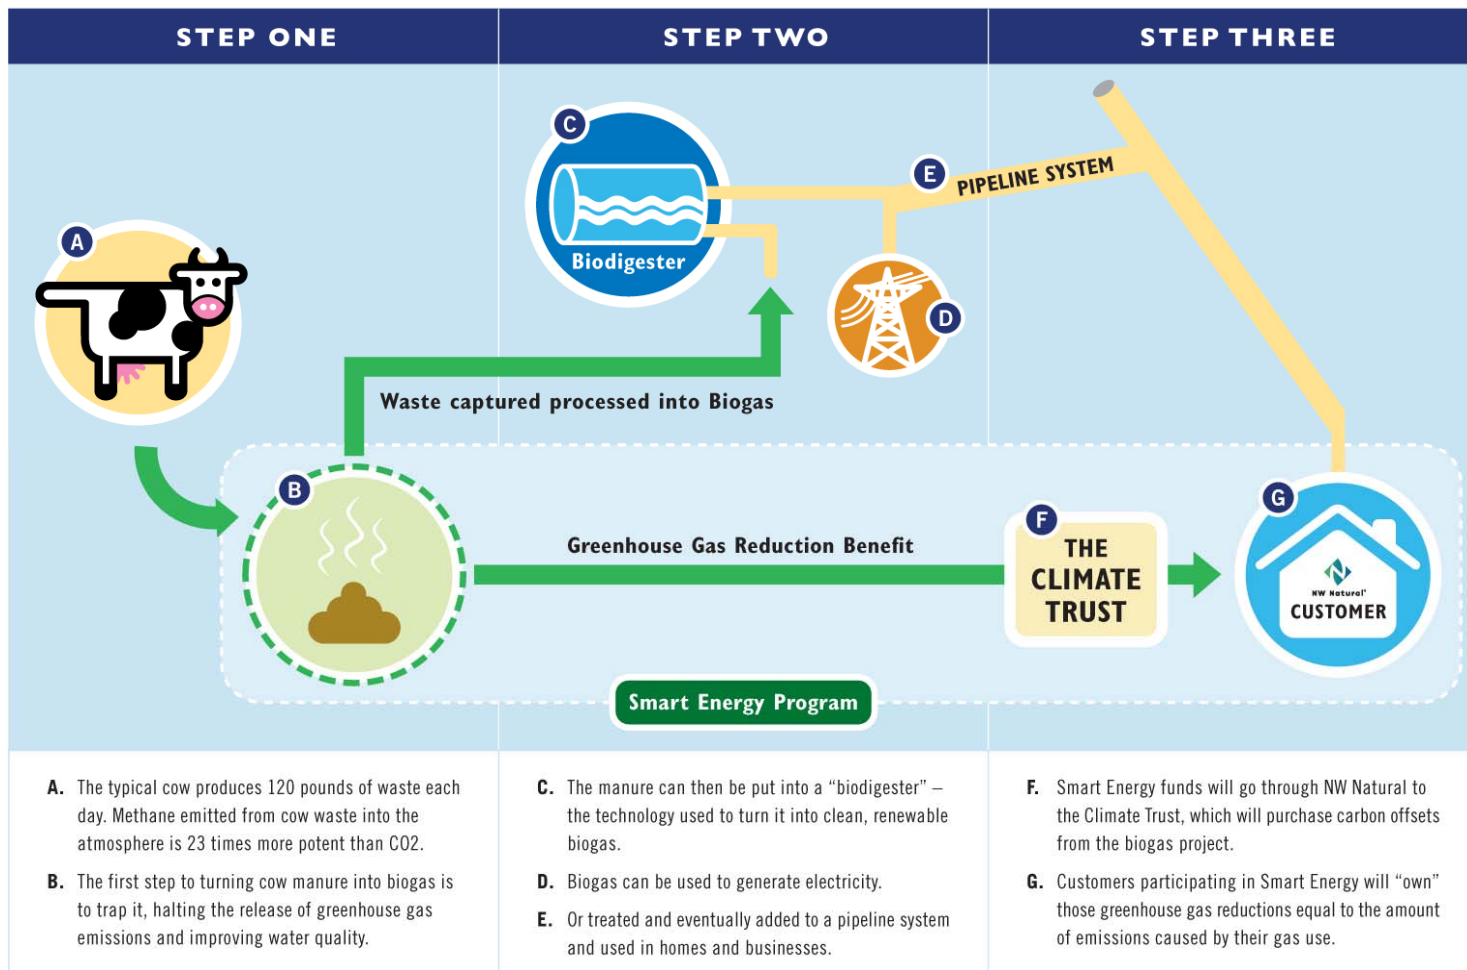 STEP ONE
STEP TWO
STEP THREE
A
C
Biodigester
E
PIPELINE SYSTEM
D
Waste captured processed into Biogas
B
Greenhouse Gas Reduction Benefit
F
THE
CLIMATE
TRUST
G
NW Natural®
CUSTOMER
Smart Energy Program
A. The typical cow produces 120 pounds of waste each
day. Methane emitted from cow waste into the
atmosphere is 23 times more potent than CO2.
B. The first step to turning cow manure into biogas is
to trap it, halting the release of greenhouse gas
emissions and improving water quality.
C. The manure can then be put into a “biodigester” –
the technology used to turn it into clean, renewable
biogas.
D. Biogas can be used to generate electricity.
E. Or treated and eventually added to a pipeline system
and used in homes and businesses.
F. Smart Energy funds will go through NW Natural to
the Climate Trust, which will purchase carbon offsets
from the biogas project.
G. Customers participating in Smart Energy will “own”
those greenhouse gas reductions equal to the amount
of emissions caused by their gas use.